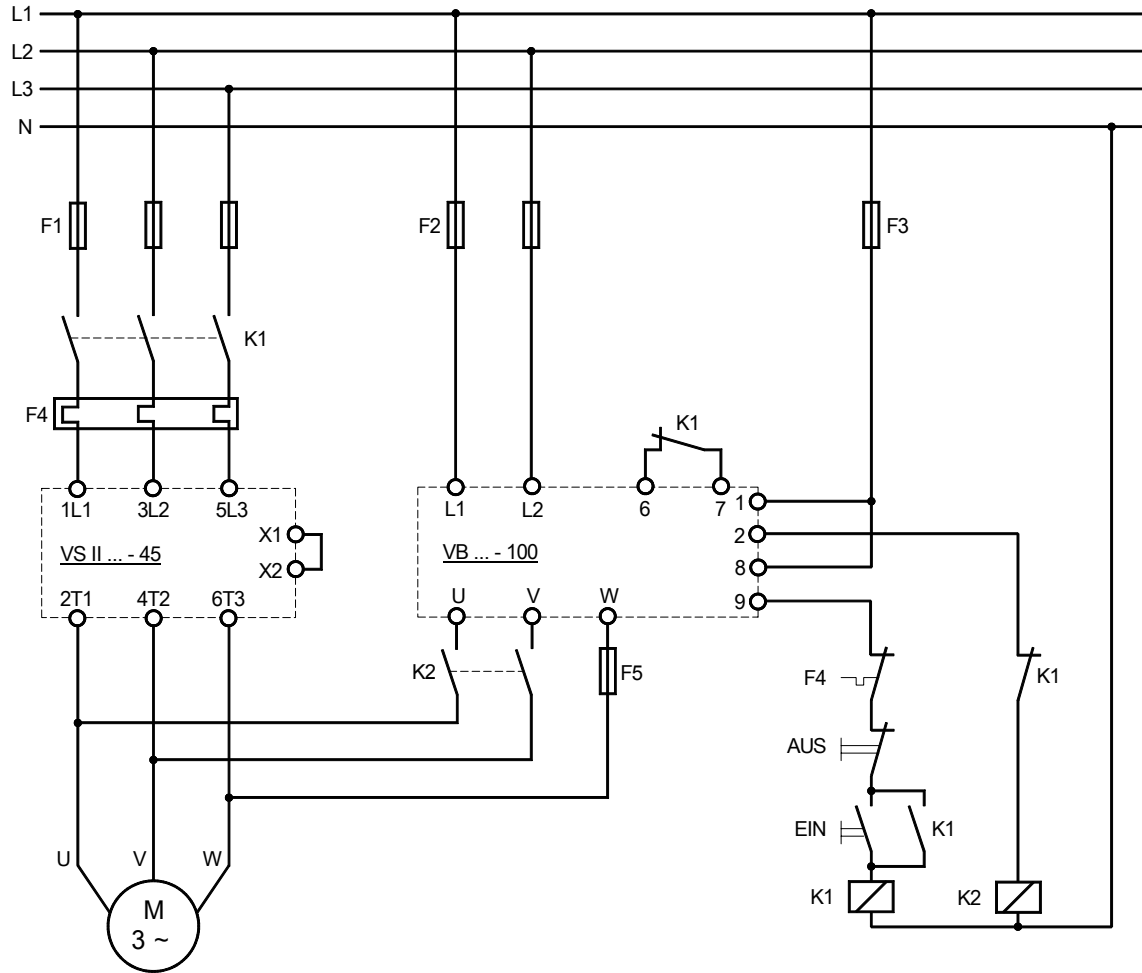 L1
L2
L3
N
F1
F2
F3
K1
F4
K1
1L1 3L2 5L3
L1 L2 6 7 1
X1
2
VS II ... - 45
VB ... - 100
X2
8
2T1 4T2 6T3
U V W
9
K2
F5
F4
K1
AUS
EIN
K1
U V W
K1
K2
M
3 ~